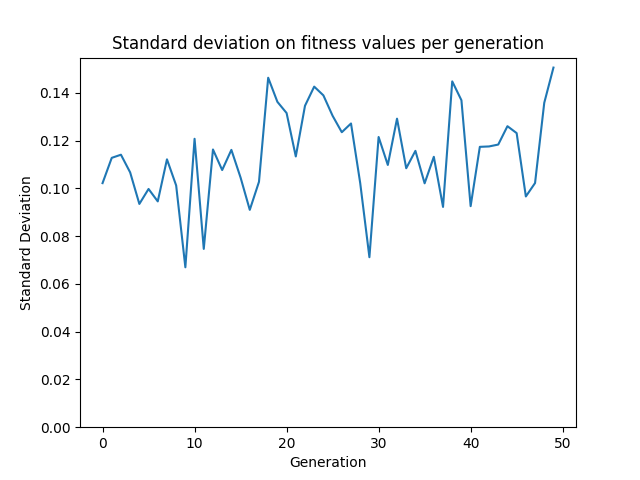 Standard deviation on fitness values per generation
Standard Deviation
0.14
0.12
0.10
0.08
0.06
0.04
0.02
0.00
0 10 20 30 40 50
Generation